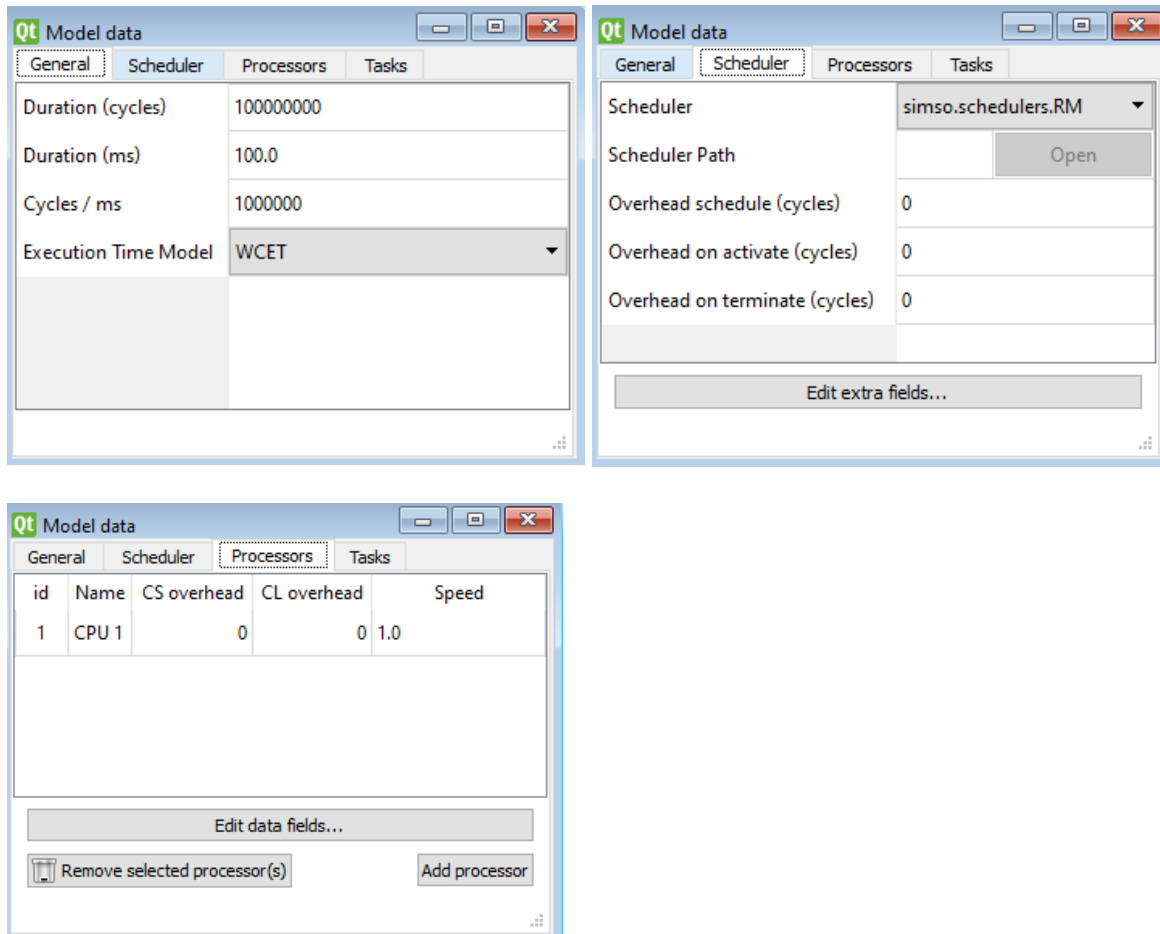 Qt Model data
General Scheduler Processors Tasks
Duration (cycles) 100000000
Duration (ms) 100.0
Cycles / ms 1000000
Execution Time Model WCET
Qt Model data
General Scheduler Processors Tasks
Scheduler simso.schedulers.RM
Scheduler Path Open
Overhead schedule (cycles) 0
Overhead on activate (cycles) 0
Overhead on terminate (cycles) 0
Edit extra fields...
Qt Model data
General Scheduler Processors Tasks
id Name CS overhead CL overhead Speed
1 CPU 1 0 0 1.0
Edit data fields...
Remove selected processor(s) Add processor